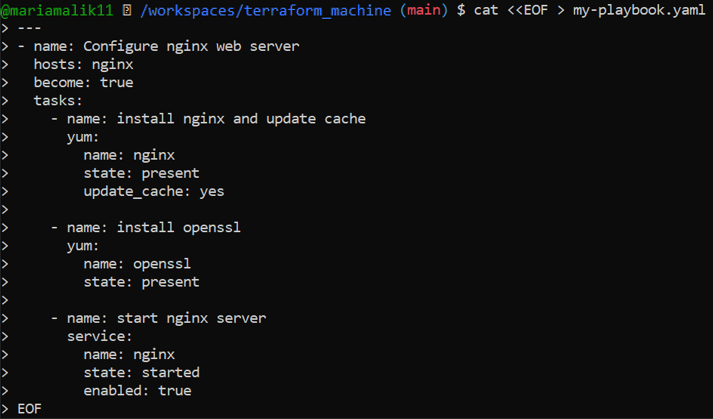 @mariamalik11 /workspaces/terraform_machine (main) $ cat <<EOF > my-playbook.yaml
> ---
> - name: Configure nginx web server
>   hosts: nginx
>   become: true
>   tasks:
>     - name: install nginx and update cache
>       yum:
>         name: nginx
>         state: present
>         update_cache: yes
>
>     - name: install openssl
>       yum:
>         name: openssl
>         state: present
>
>     - name: start nginx server
>       service:
>         name: nginx
>         state: started
>         enabled: true
> EOF